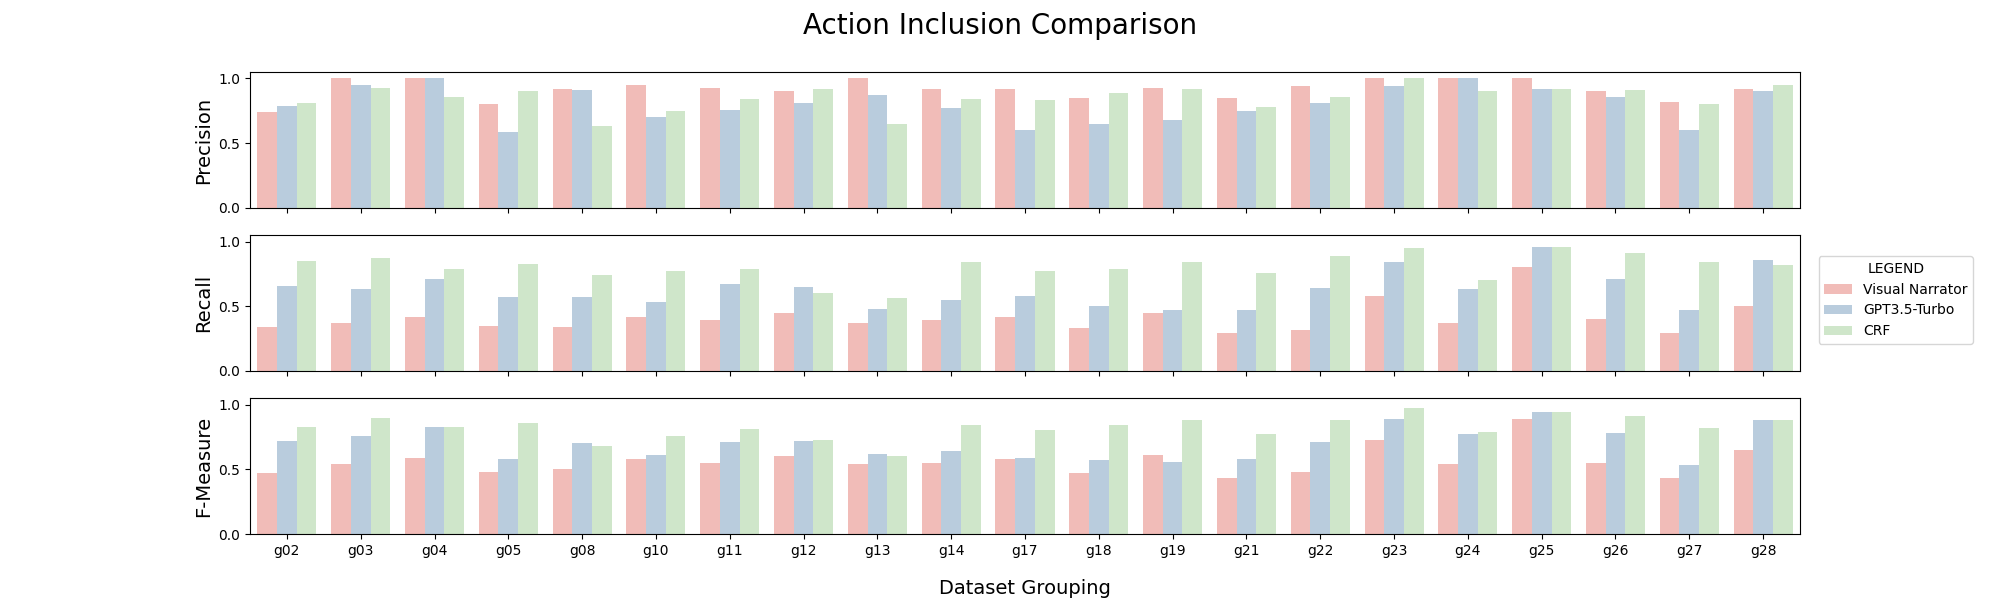 Action Inclusion Comparison
Precision
1.0
0.5
0.0
Recall
1.0
0.5
0.0
LEGEND
Visual Narrator
GPT3.5-Turbo
CRF
F-Measure
1.0
0.5
0.0
g02 g03 g04 g05 g08 g10 g11 g12 g13 g14 g17 g18 g19 g21 g22 g23 g24 g25 g26 g27 g28
Dataset Grouping